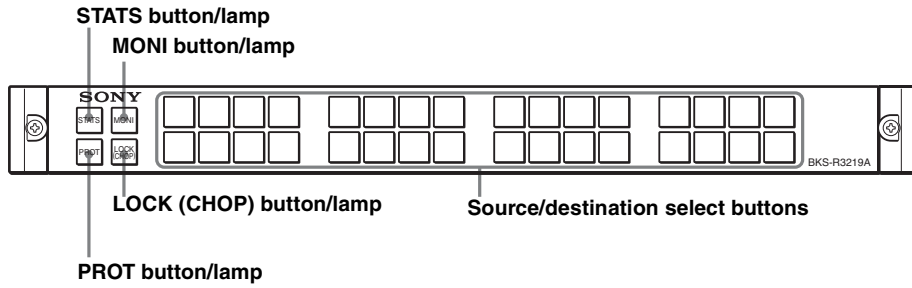 STATS button/lamp
MONI button/lamp
SONY
STATS MONI
PROT LOCK
(CHOP)
BKS-R3219A
LOCK (CHOP) button/lamp
Source/destination select buttons
PROT button/lamp